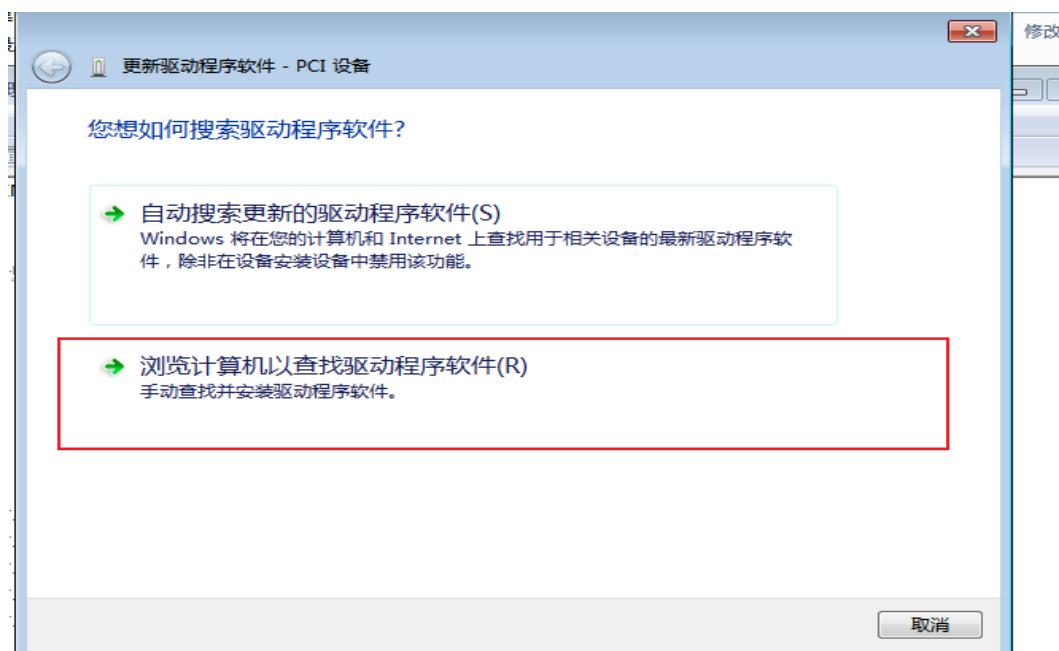 修改
更新驱动程序软件 - PCI 设备
您想如何搜索驱动程序软件?
自动搜索更新的驱动程序软件(S)
Windows 将在您的计算机和 Internet 上查找用于相关设备的最新驱动程序软
件，除非在设备安装设备中禁用该功能。
浏览计算机以查找驱动程序软件(R)
手动查找并安装驱动程序软件。
取消